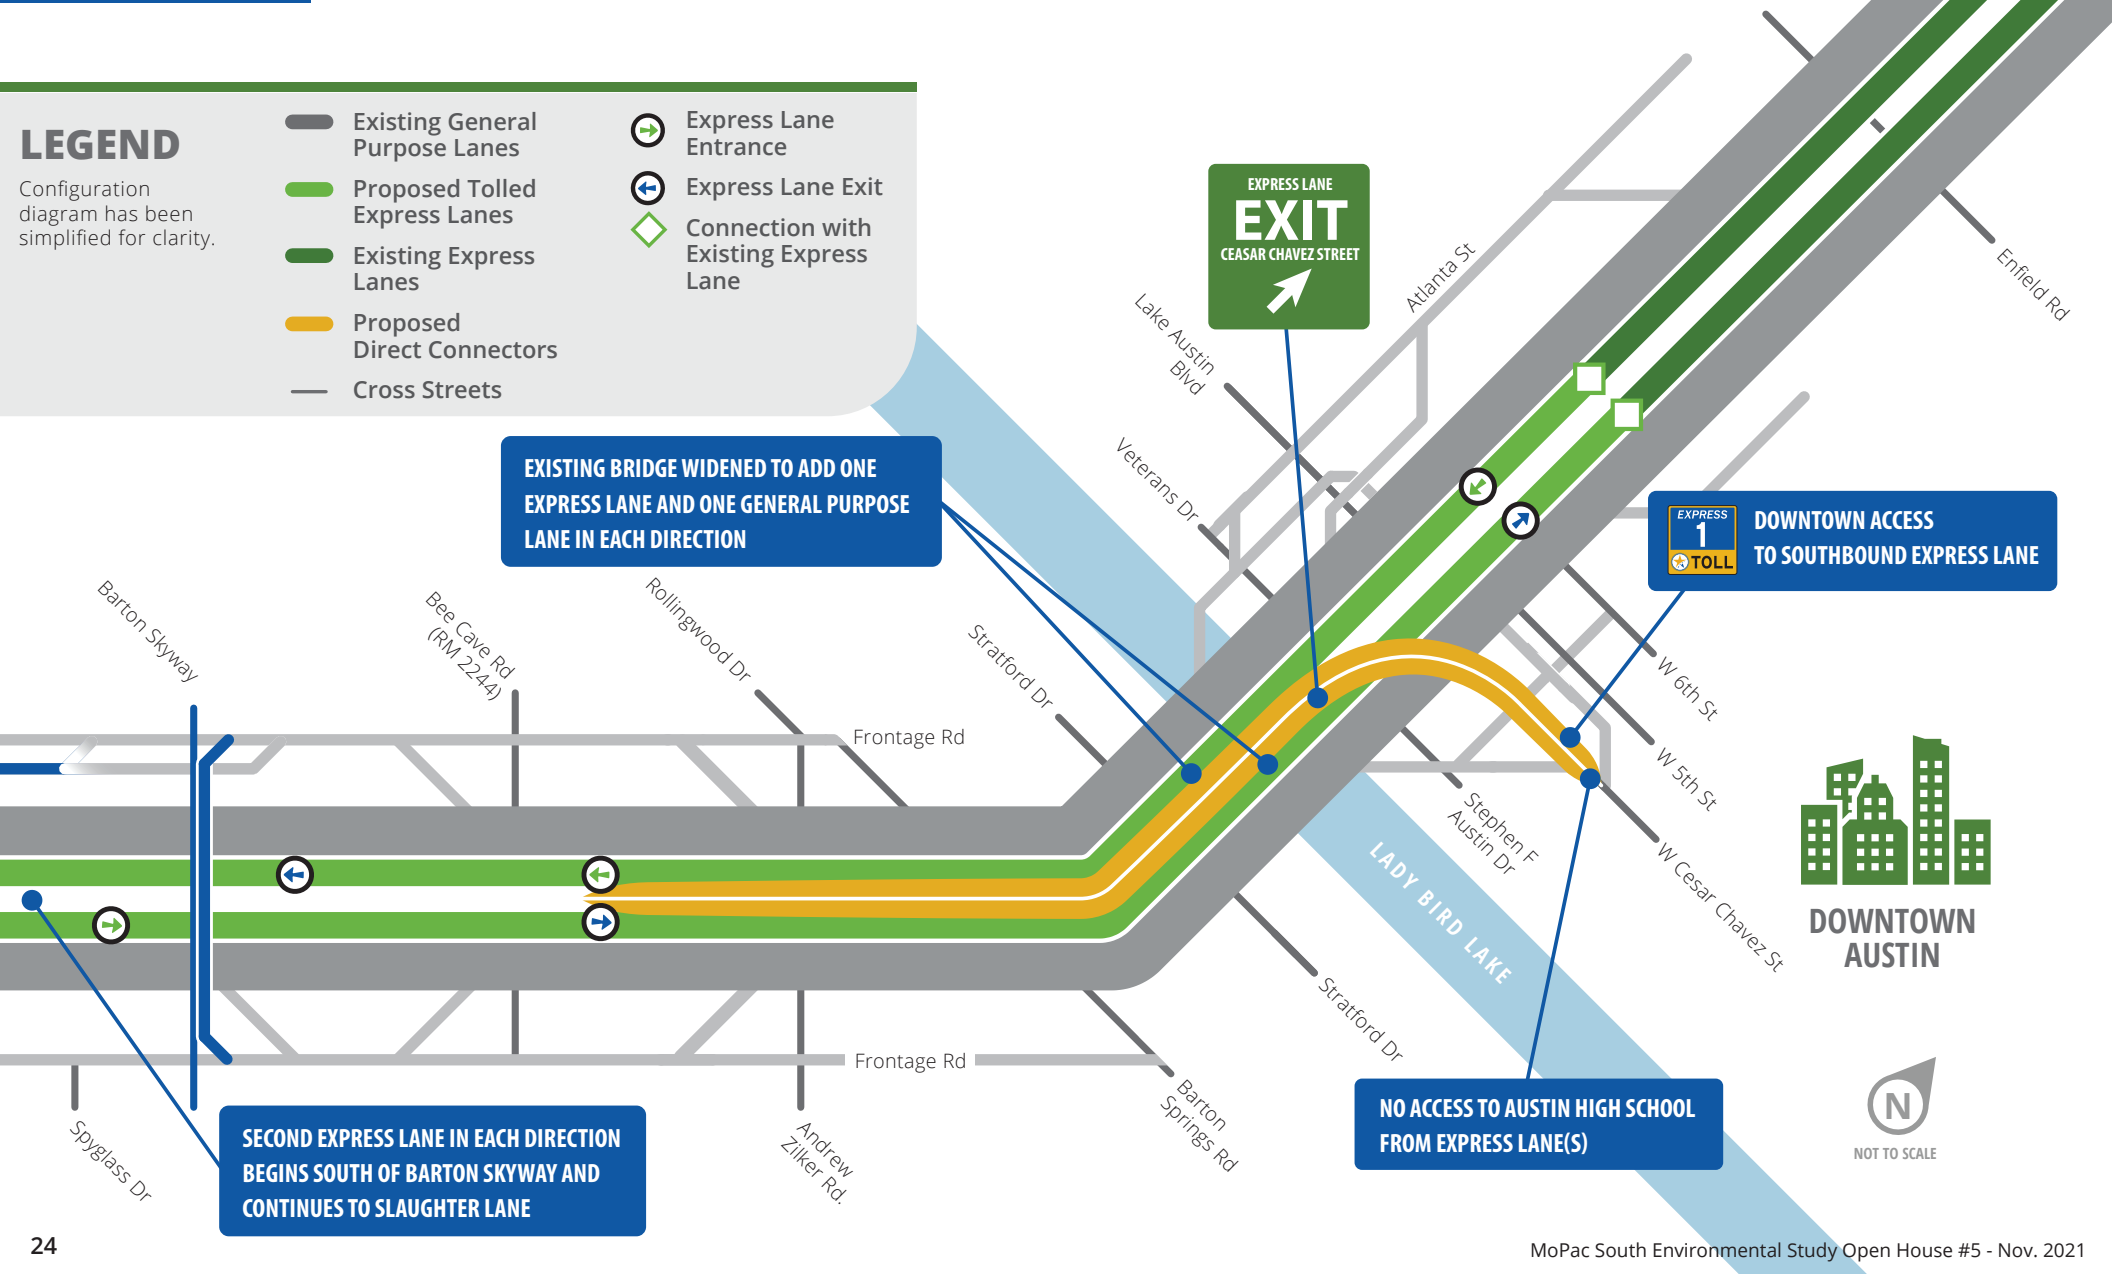 LEGEND
Configuration
diagram has been
simplified for clarity.
Existing General
Purpose Lanes
Proposed Tolled
Express Lanes
Existing Express
Lanes
Proposed
Direct Connectors
Cross Streets
Express Lane
Entrance
Express Lane Exit
Connection with
Existing Express
Lane
EXPRESS LANE
EXIT
CEASAR CHAVEZ STREET
Atlanta St
Enfield Rd
Lake Austin
Blvd
Veterans Dr
EXISTING BRIDGE WIDENED TO ADD ONE
EXPRESS LANE AND ONE GENERAL PURPOSE
LANE IN EACH DIRECTION
EXPRESS
1
TOLL
DOWNTOWN ACCESS
TO SOUTHBOUND EXPRESS LANE
Barton Skyway
Bee Cave Rd
(RM 2244)
Rollingwood Dr
Stratford Dr
Frontage Rd
W 6th St
W 5th St
Stephen F
Austin Dr
W Cesar Chavez St
LADY BIRD LAKE
DOWNTOWN
AUSTIN
Stratford Dr
Frontage Rd
Barton
Springs Rd
Andrew
Zilker Rd.
Spyglass Dr
SECOND EXPRESS LANE IN EACH DIRECTION
BEGINS SOUTH OF BARTON SKYWAY AND
CONTINUES TO SLAUGHTER LANE
NO ACCESS TO AUSTIN HIGH SCHOOL
FROM EXPRESS LANE(S)
N
NOT TO SCALE
24
MoPac South Environmental Study Open House #5 - Nov. 2021